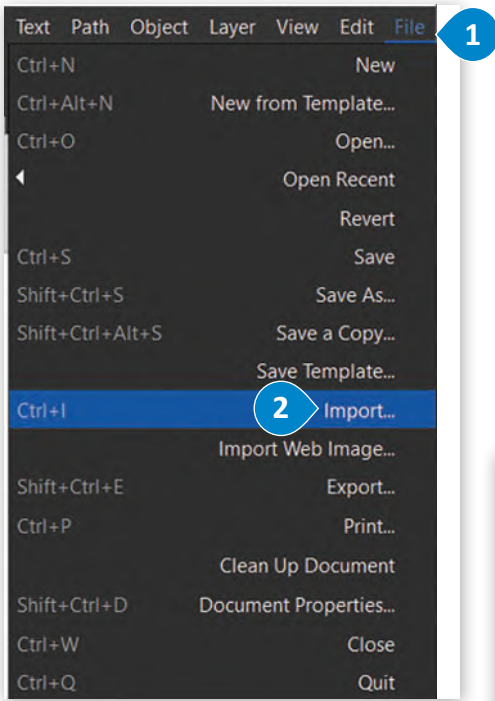 Text Path Object Layer View Edit File 1
Ctrl+N New
Ctrl+Alt+N New from Template...
Ctrl+O Open...
Open Recent
Revert
Ctrl+S Save
Shift+Ctrl+S Save As...
Shift+Ctrl+Alt+S Save a Copy...
Save Template...
Ctrl+I 2 Import...
Import Web Image...
Shift+Ctrl+E Export...
Ctrl+P Print...
Clean Up Document
Shift+Ctrl+D Document Properties...
Ctrl+W Close
Ctrl+Q Quit